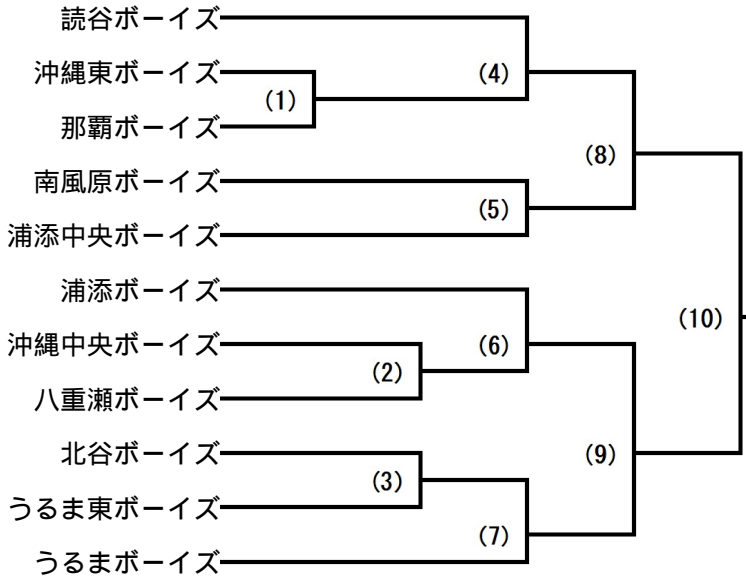 読谷ボーイズ
沖縄東ボーイズ
那覇ボーイズ
南風原ボーイズ
浦添中央ボーイズ
浦添ボーイズ
沖縄中央ボーイズ
八重瀬ボーイズ
北谷ボーイズ
うるま東ボーイズ
うるまボーイズ
(1)
(2)
(3)
(4)
(5)
(6)
(7)
(8)
(9)
(10)